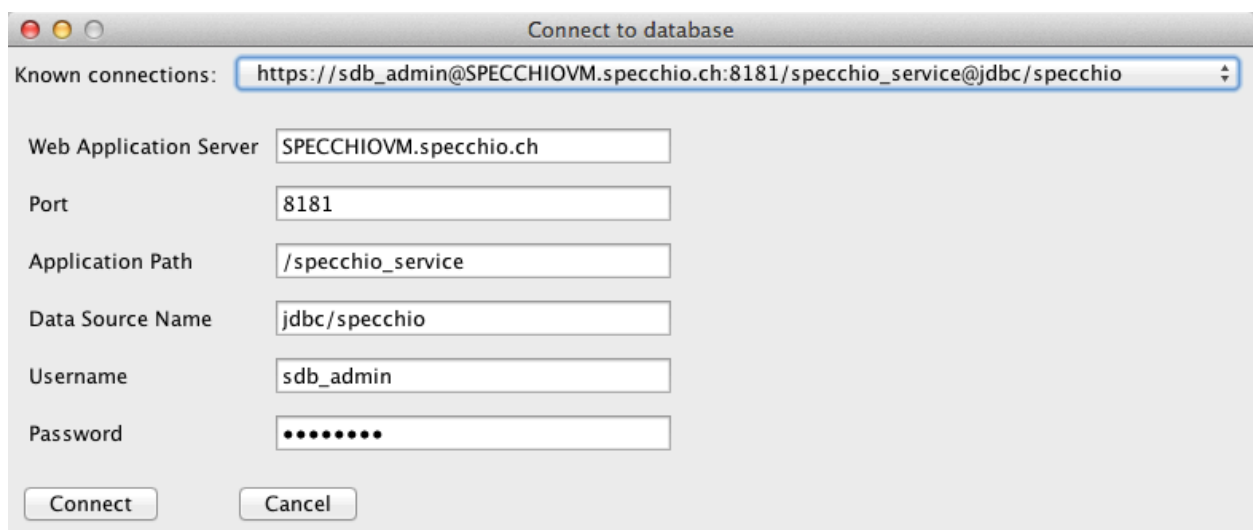 Connect to database
Known connections: https://sdb_admin@SPECCHIOVM.specchio.ch:8181/specchio_service@jdbc/specchio
Web Application Server SPECCHIOVM.specchio.ch
Port 8181
Application Path /specchio_service
Data Source Name jdbc/specchio
Username sdb_admin
Password ••••••••
Connect Cancel